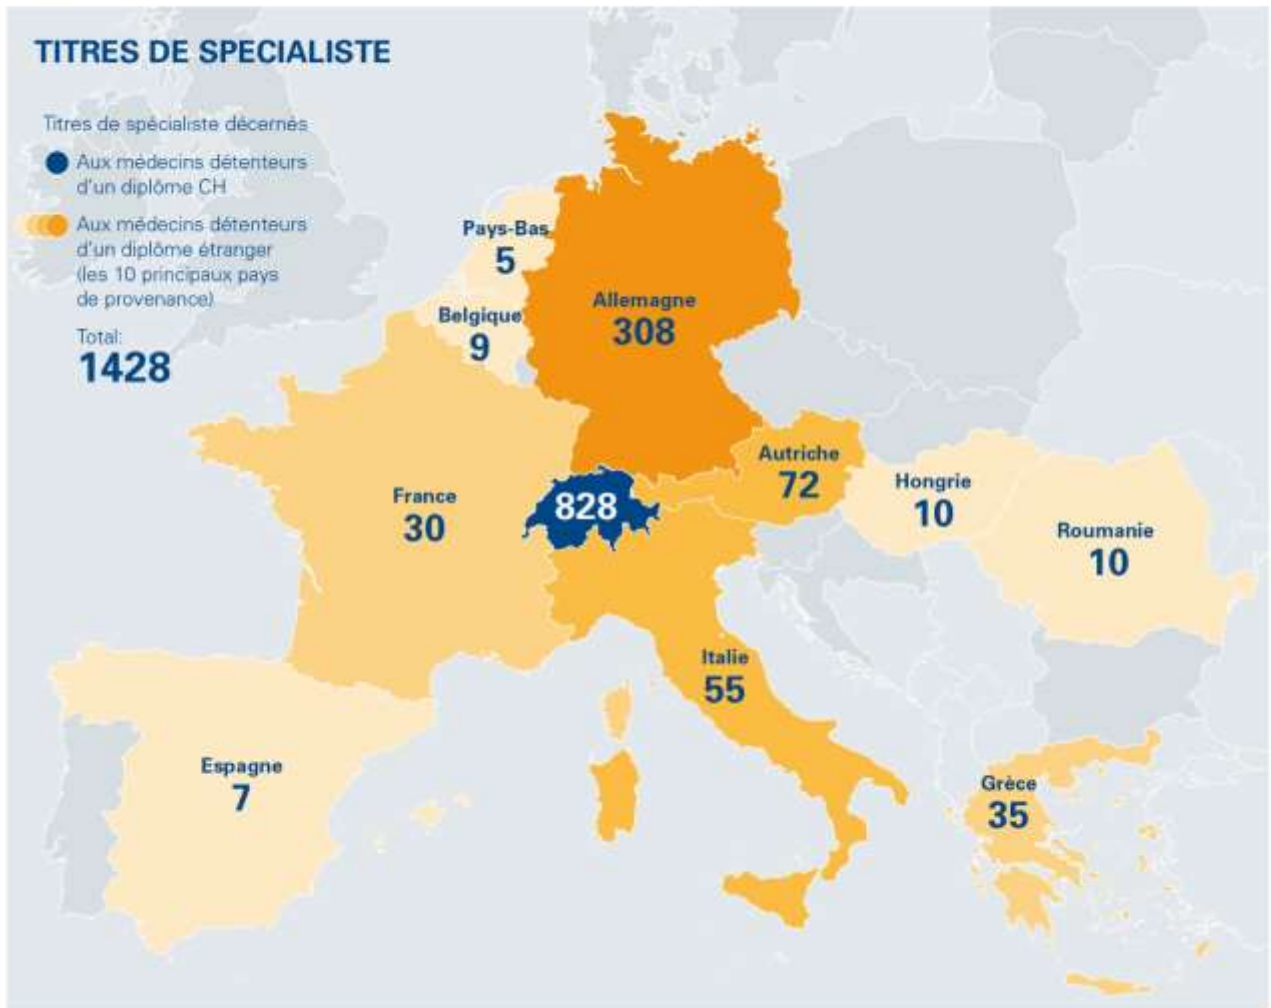 TITRES DE SPECIALISTE
Titres de spécialiste décernés
Aux médecins détenteurs
d'un diplôme CH
Aux médecins détenteurs
d'un diplôme étranger
(les 10 principaux pays
de provenance)
Total:
1428
Pays-Bas
5
Belgique
9
Allemagne
308
France
30
828
Autriche
72
Hongrie
10
Roumanie
10
Italie
55
Espagne
7
Grèce
35